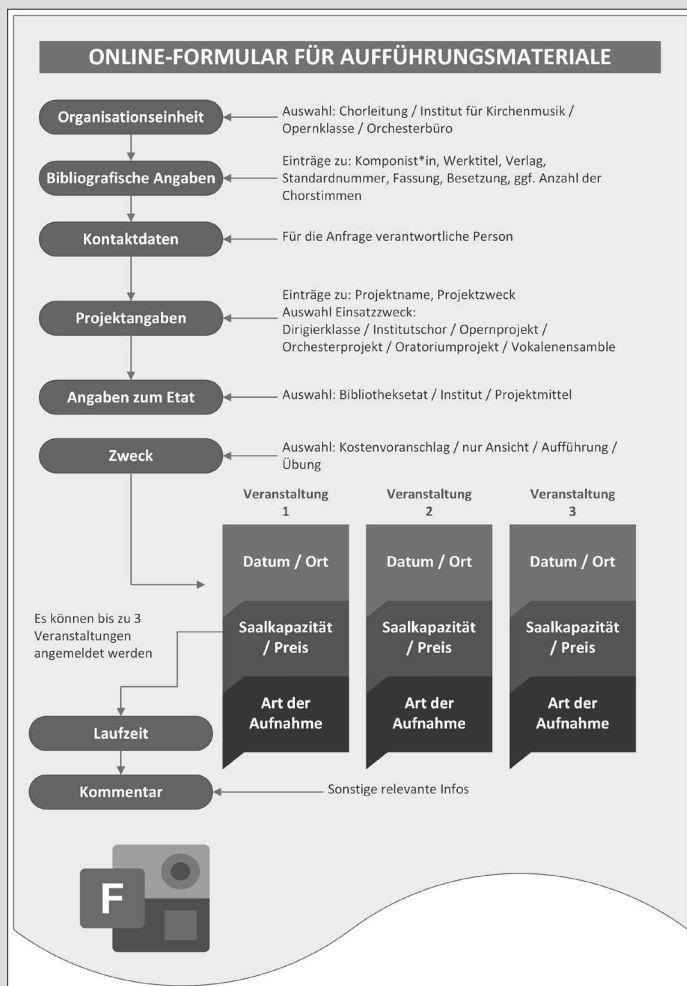 ONLINE-FORMULAR FÜR AUFFÜHRUNGSMATERIALE
Organisationseinheit
Auswahl: Chorleitung / Institut für Kirchenmusik /
Opernklasse / Orchesterbüro
Bibliografische Angaben
Einträge zu: Komponist*in, Werktitel, Verlag,
Standardnummer, Fassung, Besetzung, ggf. Anzahl der
Chorstimmen
Kontaktdaten
Für die Anfrage verantwortliche Person
Projektangaben
Einträge zu: Projektname, Projektzweck
Auswahl Einsatzzweck:
Dirigierklasse / Institutschor / Opernprojekt /
Orchesterprojekt / Oratoriumprojekt / Vokalenensamble
Angaben zum Etat
Auswahl: Bibliotheksetat / Institut / Projektmittel
Zweck
Auswahl: Kostenvoranschlag / nur Ansicht / Aufführung /
Übung
Veranstaltung
1
Veranstaltung
2
Veranstaltung
3
Datum / Ort
Datum / Ort
Datum / Ort
Es können bis zu 3
Veranstaltungen
angemeldet werden
Saalkapazität
/ Preis
Saalkapazität
/ Preis
Saalkapazität
/ Preis
Art der
Aufnahme
Art der
Aufnahme
Art der
Aufnahme
Laufzeit
Kommentar
Sonstige relevante Infos
F